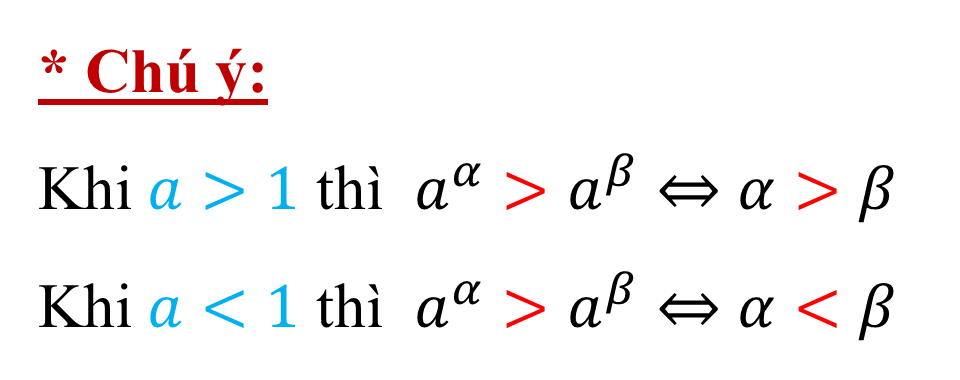 * Chú ý:
Khi a > 1 thì a^α > a^β ⇔ α > β
Khi a < 1 thì a^α > a^β ⇔ α < β